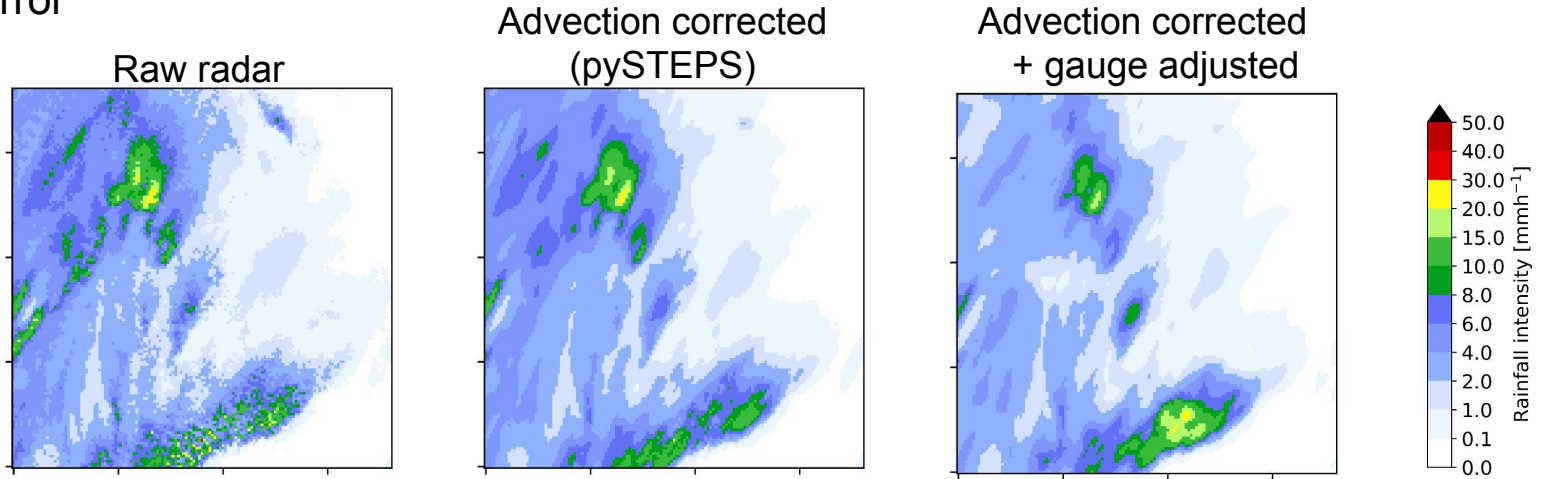 Raw radar
Advection corrected
(pySTEPS)
Advection corrected
+ gauge adjusted
50.0
40.0
30.0
20.0
15.0
10.0
8.0
6.0
4.0
2.0
1.0
0.1
0.0
Rainfall intensity [mmh⁻¹]